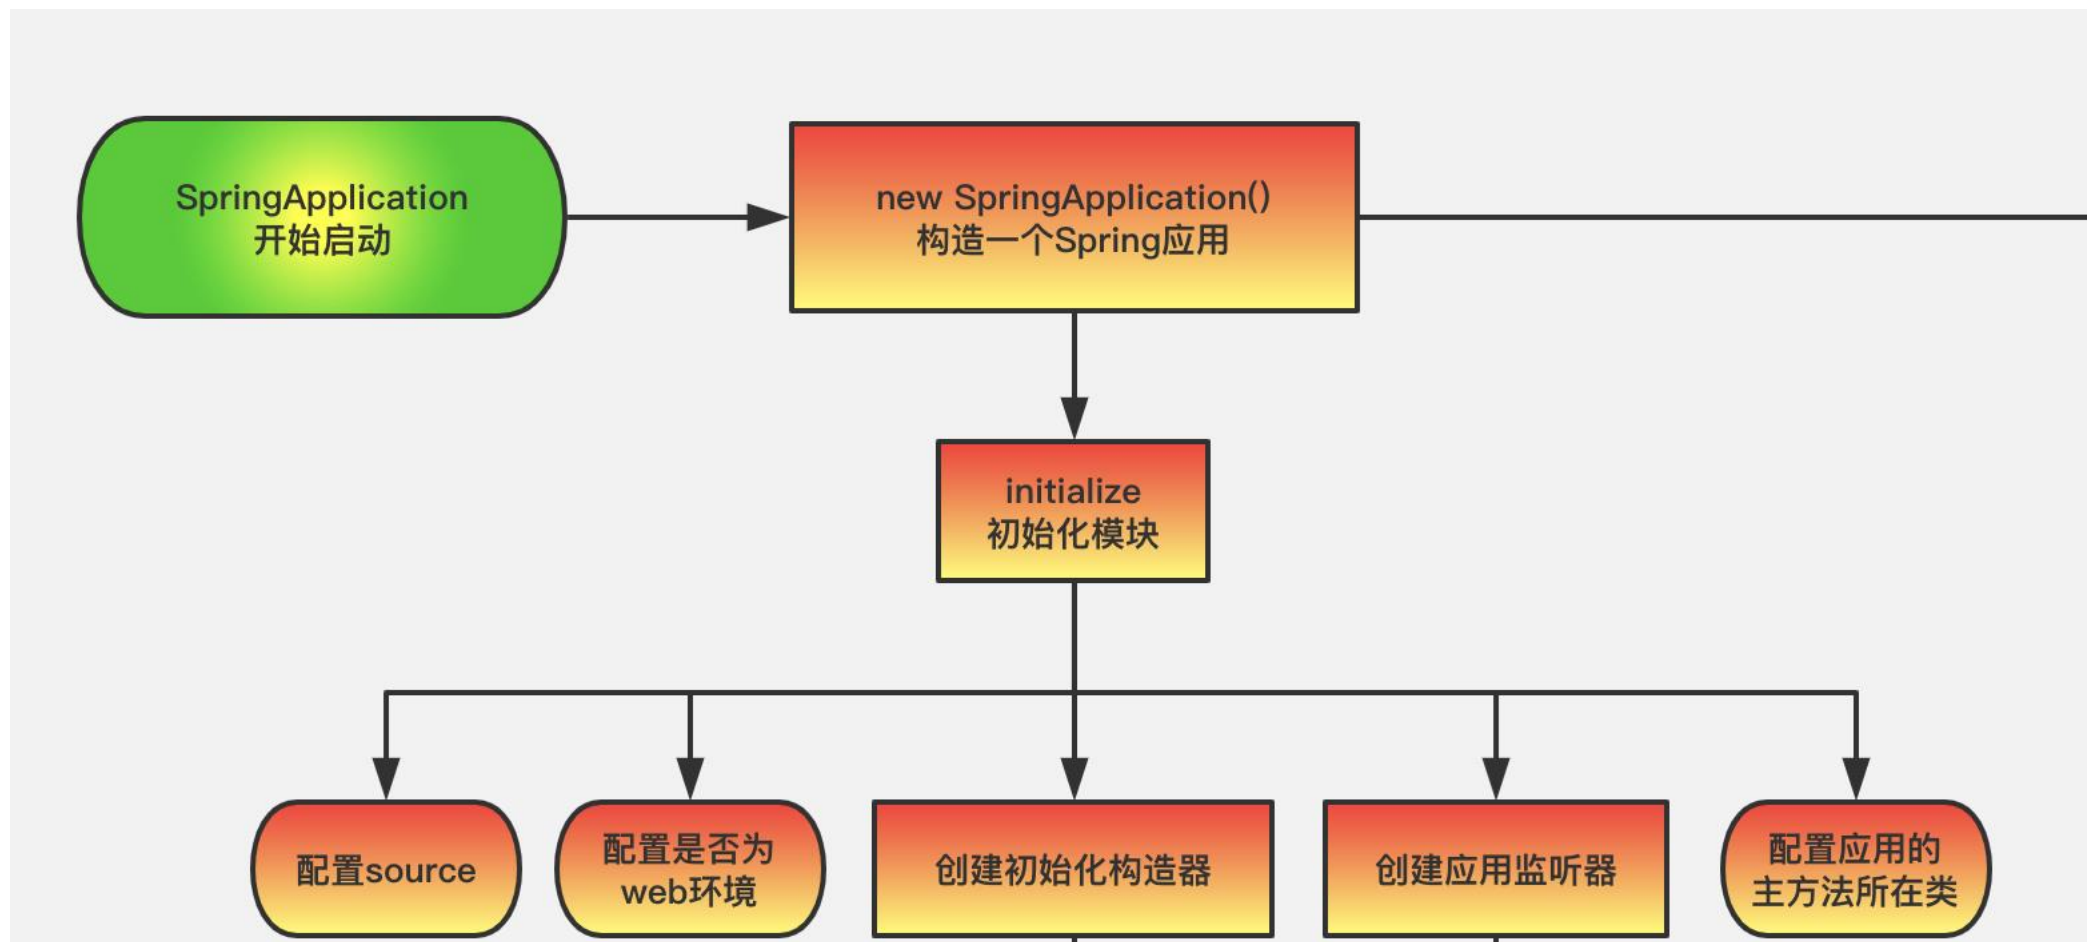 SpringApplication
开始启动
new SpringApplication()
构造一个Spring应用
initialize
初始化模块
配置source
配置是否为
web环境
创建初始化构造器
创建应用监听器
配置应用的
主方法所在类